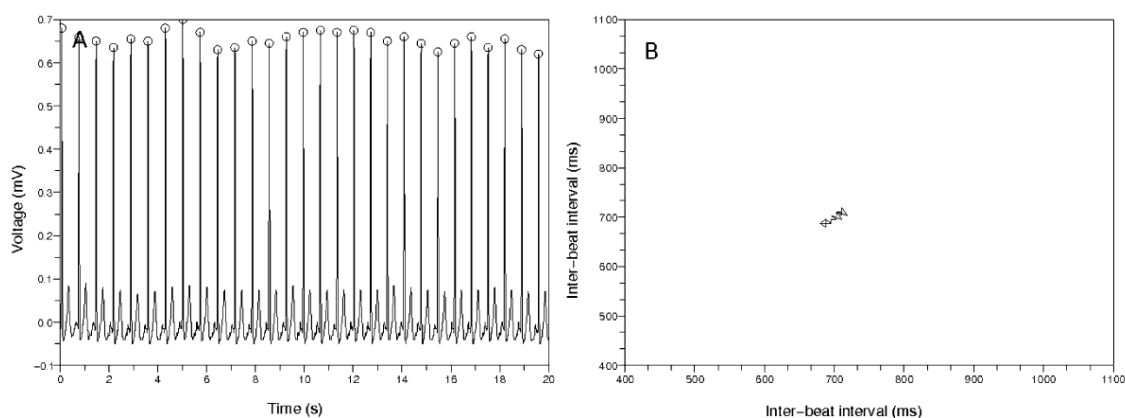 A
0.7
0.6
0.5
0.4
0.3
0.2
0.1
0.0
−0.1
0 2 4 6 8 10 12 14 16 18 20
Voltage (mV)
Time (s)
B
1100
1000
900
800
700
600
500
400
400 500 600 700 800 900 1000 1100
Inter−beat interval (ms)
Inter−beat interval (ms)